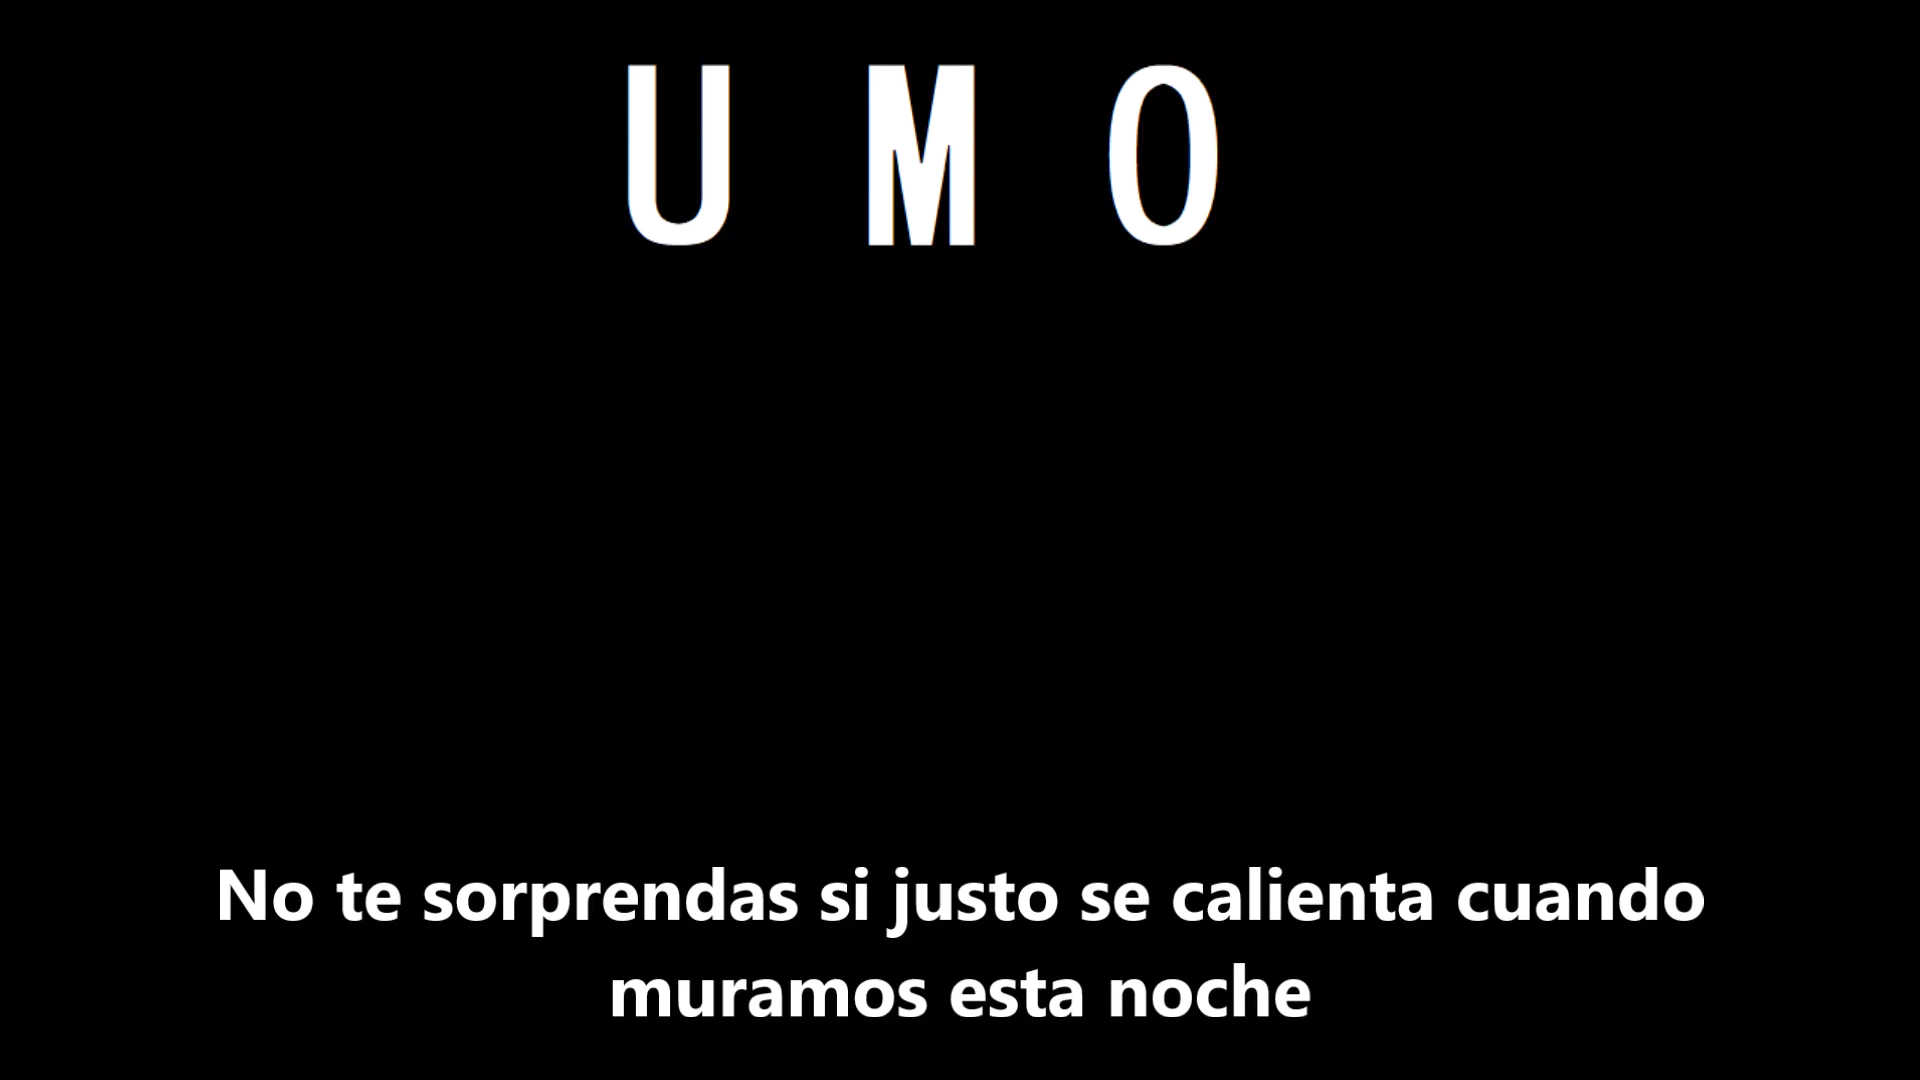 U M O
No te sorprendas si justo se calienta cuando
muramos esta noche